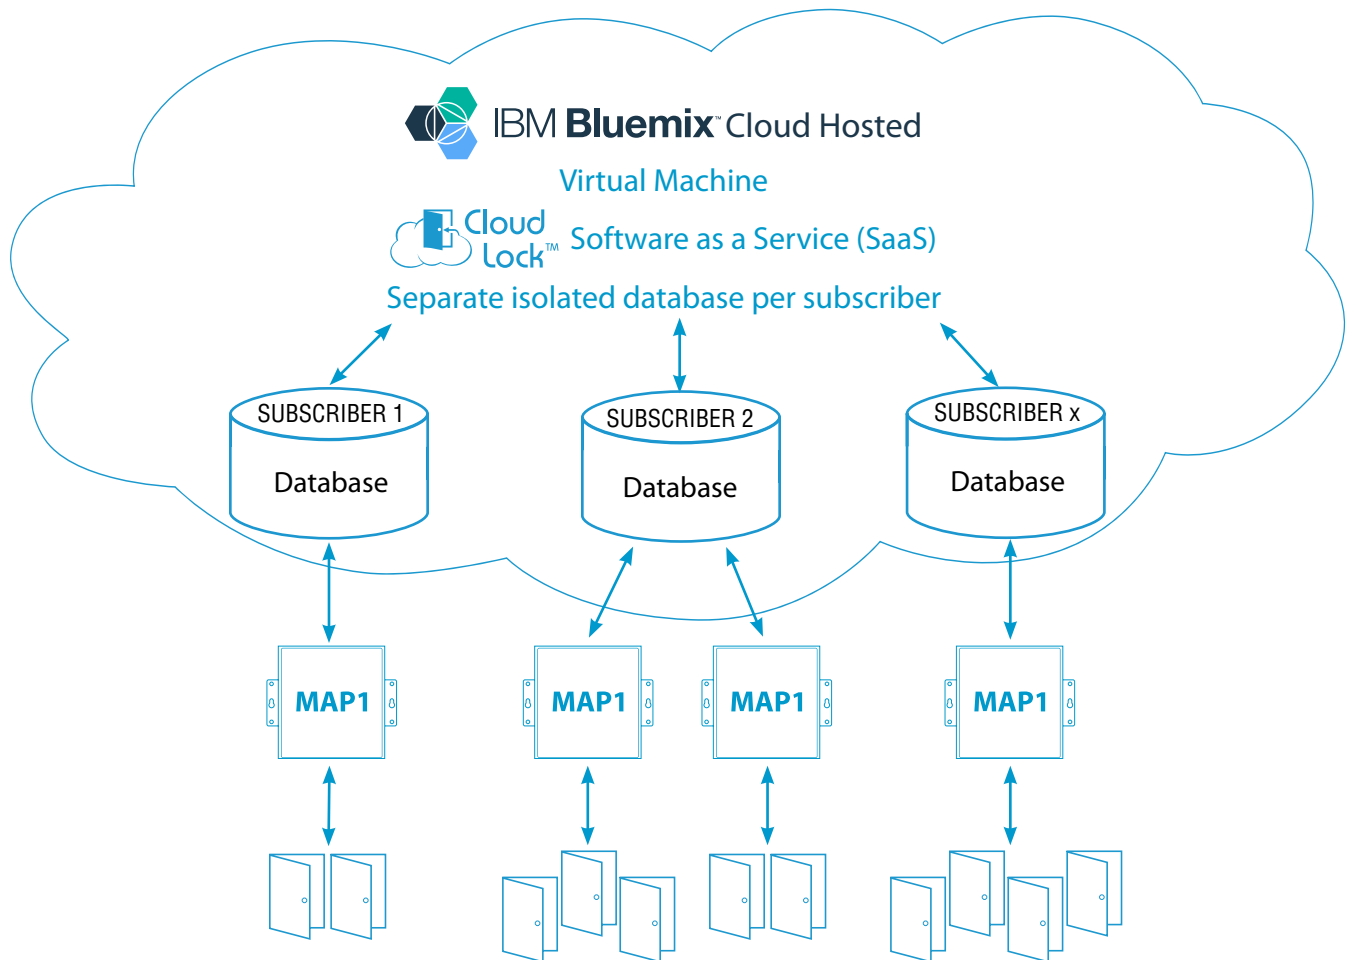 IBM Bluemix™ Cloud Hosted
Virtual Machine
Cloud
Lock™ Software as a Service (SaaS)
Separate isolated database per subscriber
SUBSCRIBER 1
SUBSCRIBER 2
SUBSCRIBER x
Database
Database
Database
MAP1
MAP1
MAP1
MAP1